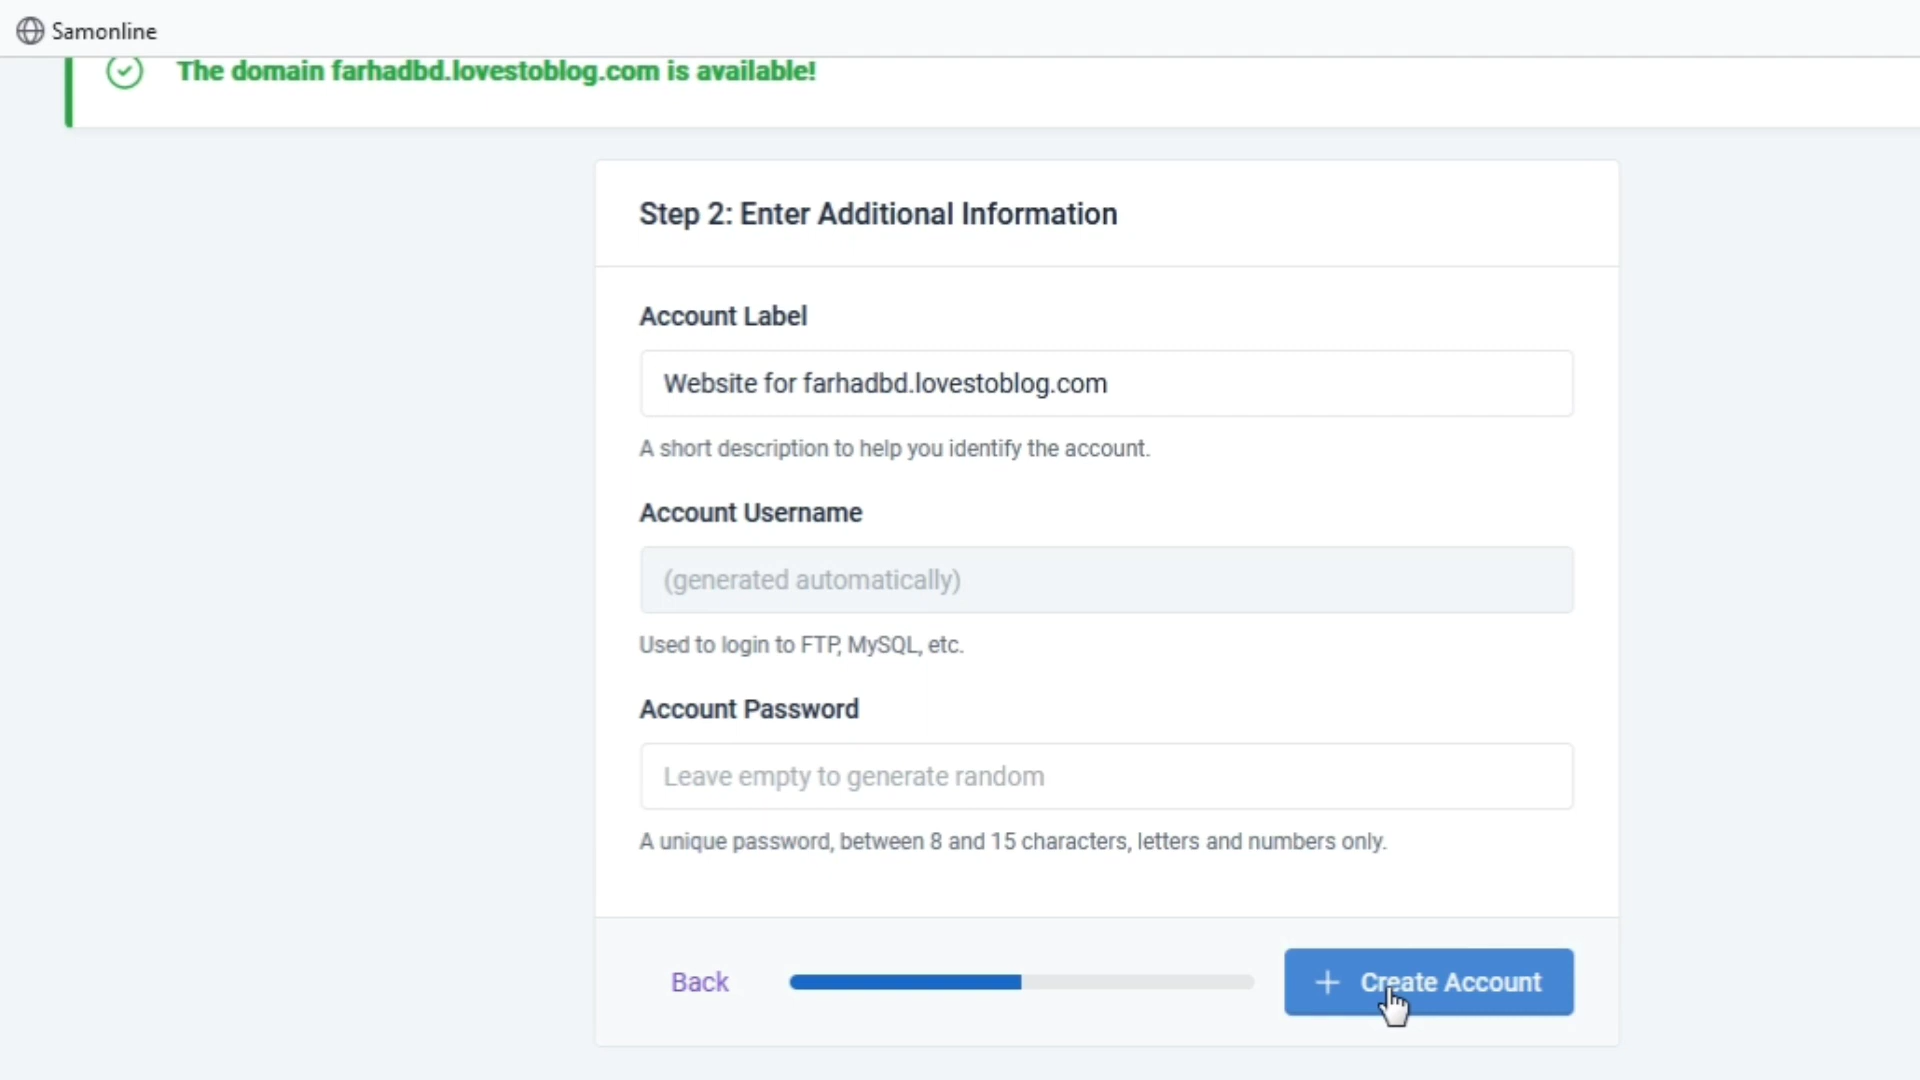 Samonline
The domain farhadbd.lovestoblog.com is available!
Step 2: Enter Additional Information
Account Label
Website for farhadbd.lovestoblog.com
A short description to help you identify the account.
Account Username
(generated automatically)
Used to login to FTP, MySQL, etc.
Account Password
Leave empty to generate random
A unique password, between 8 and 15 characters, letters and numbers only.
Back
+ Create Account